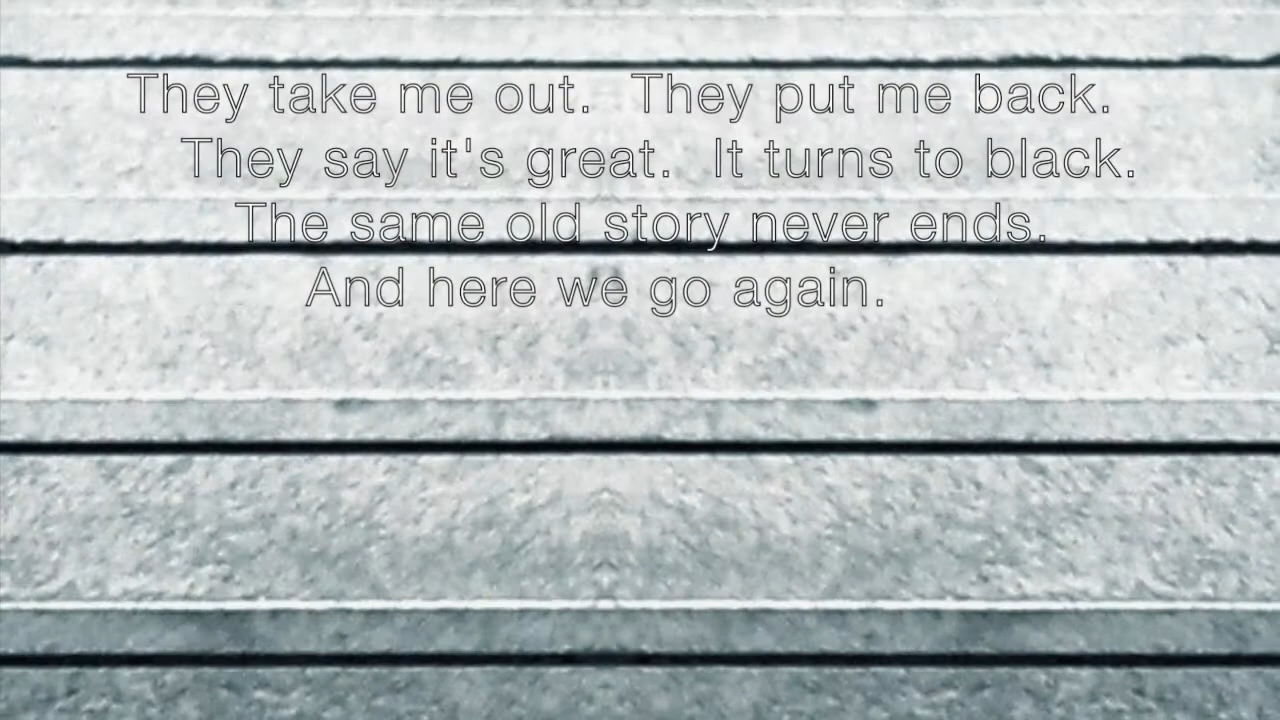 They take me out.  They put me back.
They say it's great.  It turns to black.
The same old story never ends.
And here we go again.